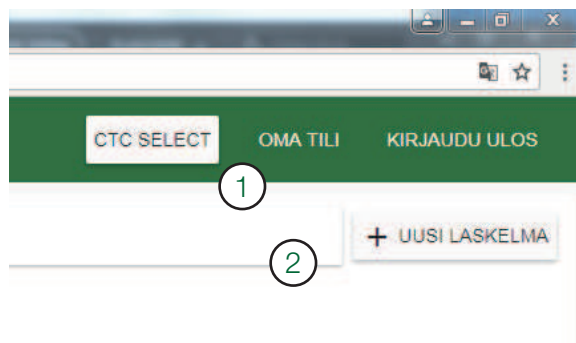 CTC SELECT OMA TILI KIRJAUDU ULOS
1
+ UUSI LASKELMA
2